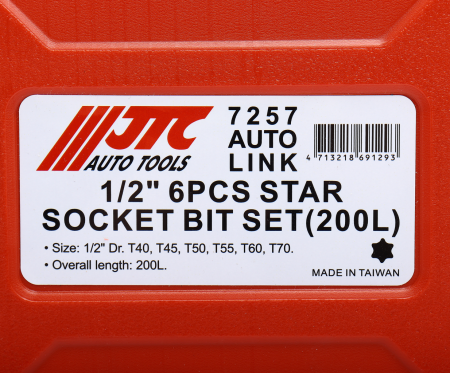 JTC
AUTO TOOLS
7257
AUTO
LINK
4 713218 691293
1/2" 6PCS STAR
SOCKET BIT SET(200L)
• Size: 1/2" Dr. T40, T45, T50, T55, T60, T70.
• Overall length: 200L.
MADE IN TAIWAN